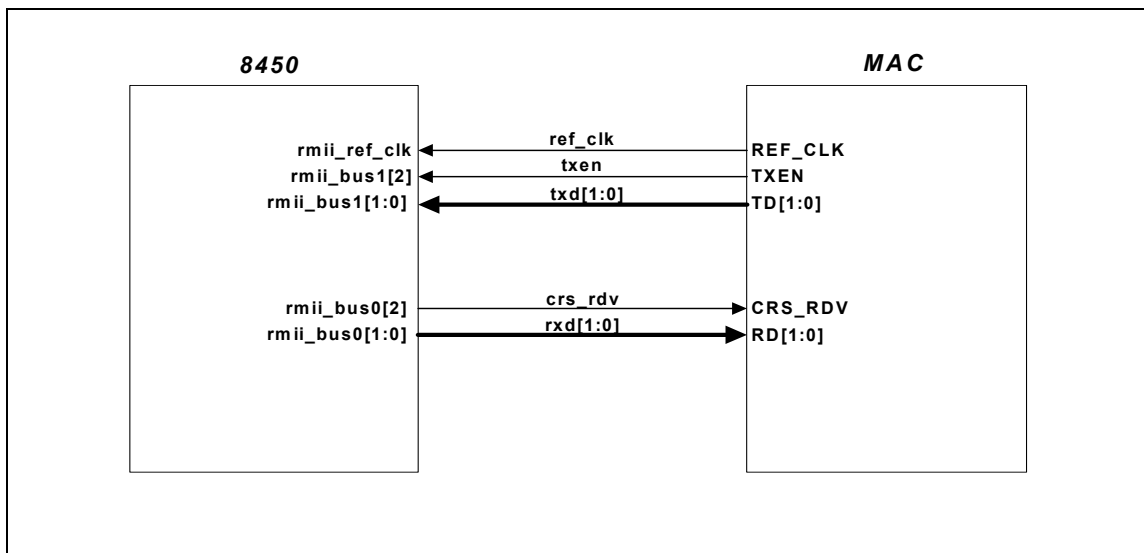 8450 MAC
rmii_ref_clk ref_clk REF_CLK
rmii_bus1[2] txen TXEN
rmii_bus1[1:0] txd[1:0] TD[1:0]
rmii_bus0[2] crs_rdv CRS_RDV
rmii_bus0[1:0] rxd[1:0] RD[1:0]